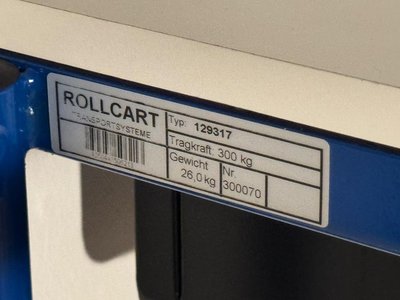 ROLLCART
TRANSPORTSYSTEME
Typ: 129317
Tragkraft: 300 kg
Gewicht
26,0 kg
Nr.
300070